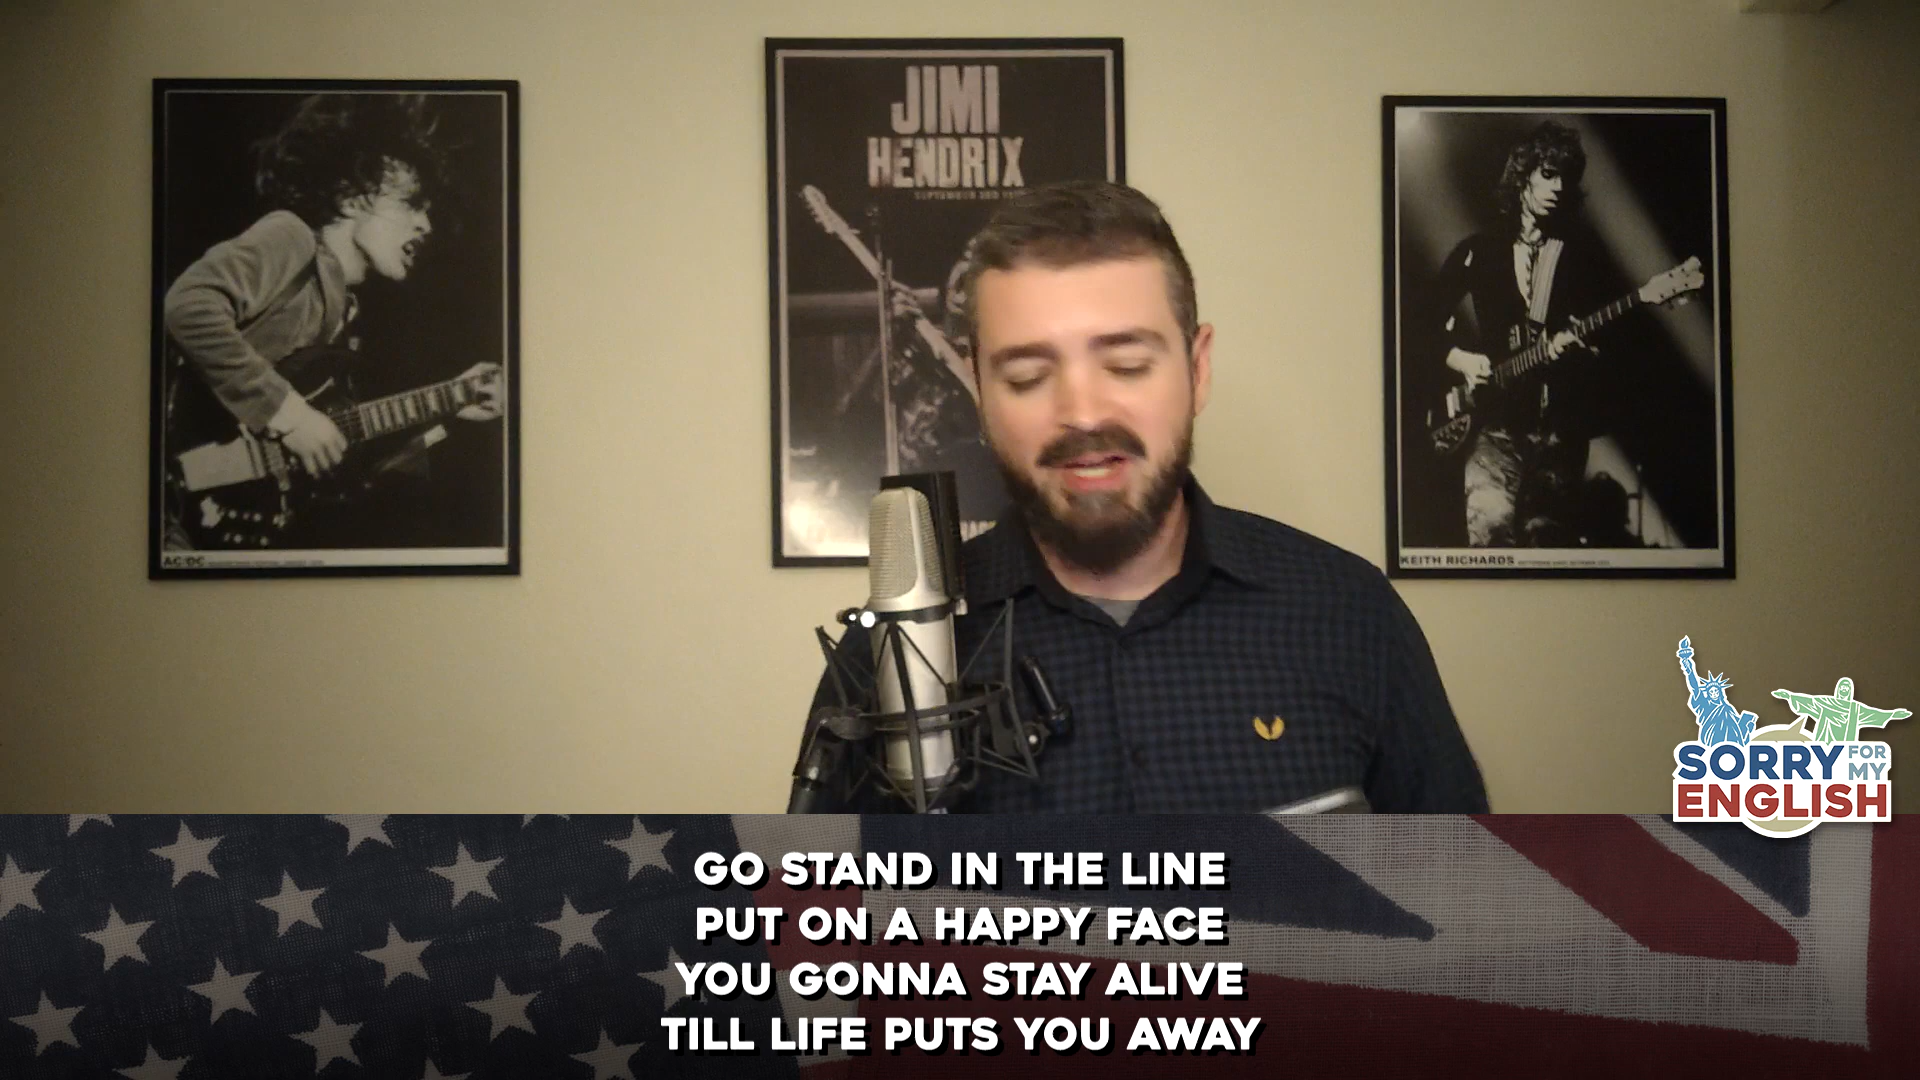 JIMI
HENDRIX
AC/DC
KEITH RICHARDS
SORRY FOR MY
ENGLISH
GO STAND IN THE LINE
PUT ON A HAPPY FACE
YOU GONNA STAY ALIVE
TILL LIFE PUTS YOU AWAY